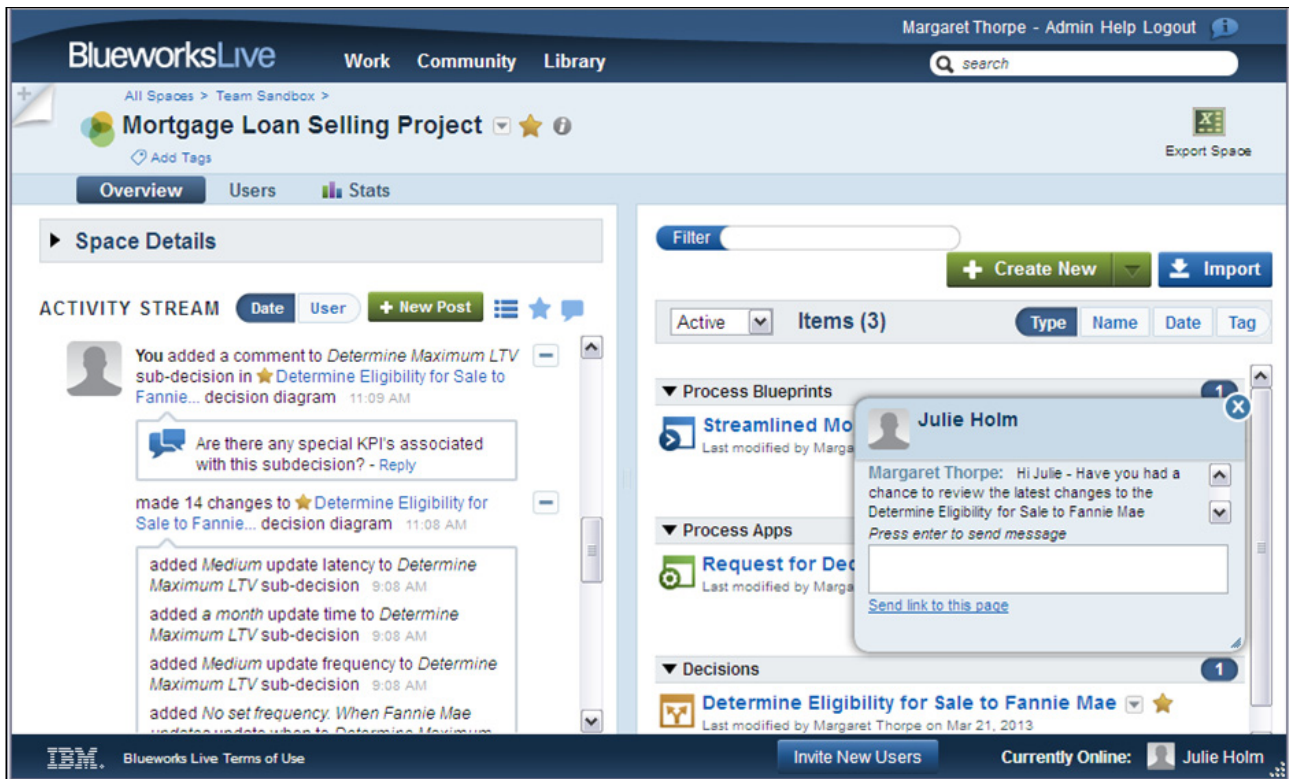 Margaret Thorpe - Admin Help Logout
BlueworksLive Work Community Library
search
All Spaces > Team Sandbox >
Mortgage Loan Selling Project
Add Tags
Export Space
Overview Users Stats
Space Details
ACTIVITY STREAM Date User + New Post
You added a comment to Determine Maximum LTV
sub-decision in Determine Eligibility for Sale to
Fannie... decision diagram 11:09 AM
Are there any special KPI's associated
with this subdecision? - Reply
made 14 changes to Determine Eligibility for
Sale to Fannie... decision diagram 11:08 AM
added Medium update latency to Determine
Maximum LTV sub-decision 9:08 AM
added a month update time to Determine
Maximum LTV sub-decision 9:08 AM
added Medium update frequency to Determine
Maximum LTV sub-decision 9:08 AM
added No set frequency. When Fannie Mae
updates update when to Determine Maximum
Filter
+ Create New Import
Active Items (3) Type Name Date Tag
Process Blueprints 1
Streamlined Mo
Last modified by Marga
Process Apps
Request for Dec
Last modified by Marga
Decisions 1
Determine Eligibility for Sale to Fannie Mae
Last modified by Margaret Thorpe on Mar 21, 2013
Julie Holm
Margaret Thorpe: Hi Julie - Have you had a
chance to review the latest changes to the
Determine Eligibility for Sale to Fannie Mae
Press enter to send message
Send link to this page
IBM. Blueworks Live Terms of Use Invite New Users Currently Online: Julie Holm